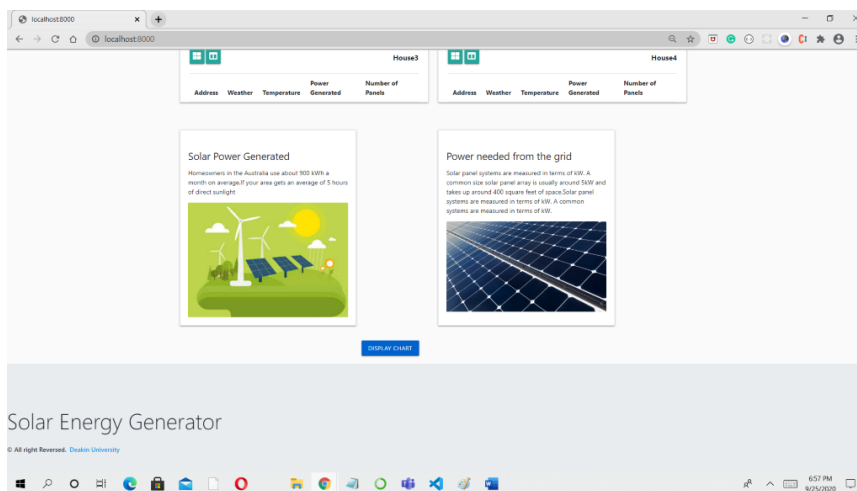 localhost:8000
localhost:8000
House3
House4
Address Weather Temperature Power Generated Number of Panels
Address Weather Temperature Power Generated Number of Panels
Solar Power Generated
Homeowners in the Australia use about 900 kWh a
month on average.If your area gets an average of 5 hours
of direct sunlight
Power needed from the grid
Solar panel systems are measured in terms of kW. A
common size solar panel array is usually around 5kW and
takes up around 400 square feet of space.Solar panel
systems are measured in terms of kW. A common
systems are measured in terms of kW.
DISPLAY CHART
Solar Energy Generator
© All right Reversed. Deakin University
6:57 PM
9/25/2020